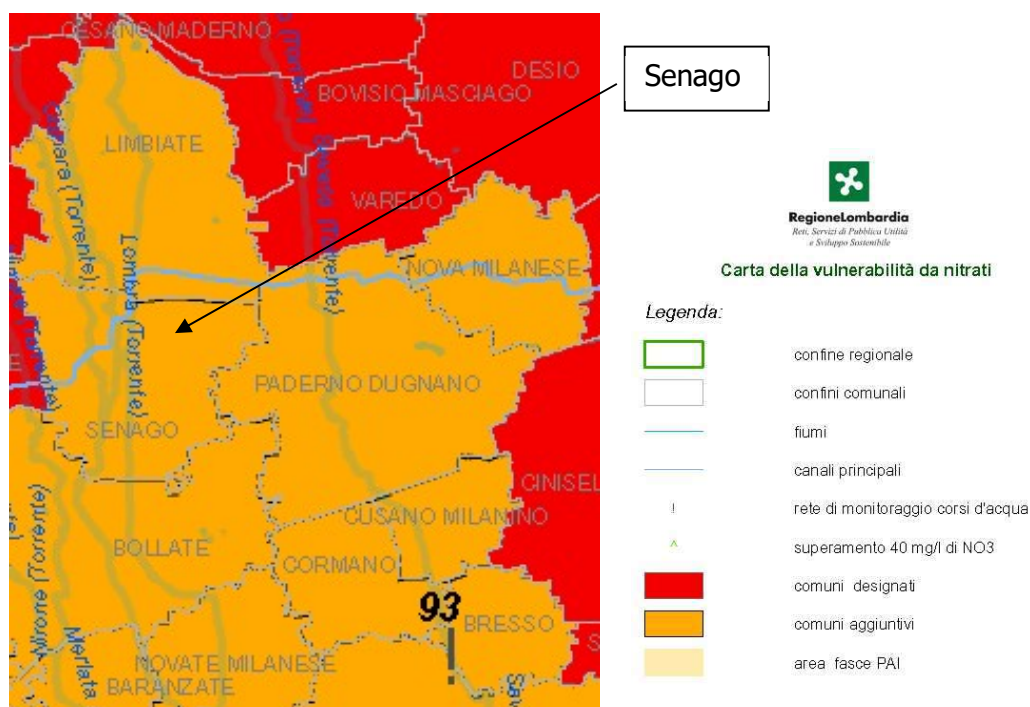 Senago
CESANO MADERNO
DESIO
BOVISIO MASCIAGO
LIMBIATE
VAREDO
NOVA MILANESE
PADERNO DUGNANO
SENAGO
CINISEL
CUSANO MILANINO
BOLLATE
CORMANO
93
BRESSO
NOVATE MILANESE
BARANZATE
Lombra (Torrente)
(Torrente)
Nirone (Torrente)
Merlata
RegioneLombardia
Reti, Servizi di Pubblica Utilità
e Sviluppo Sostenibile
Carta della vulnerabilità da nitrati
Legenda:
confine regionale
confini comunali
fiumi
canali principali
! rete di monitoraggio corsi d'acqua
^ superamento 40 mg/l di NO3
comuni designati
comuni aggiuntivi
area fasce PAI